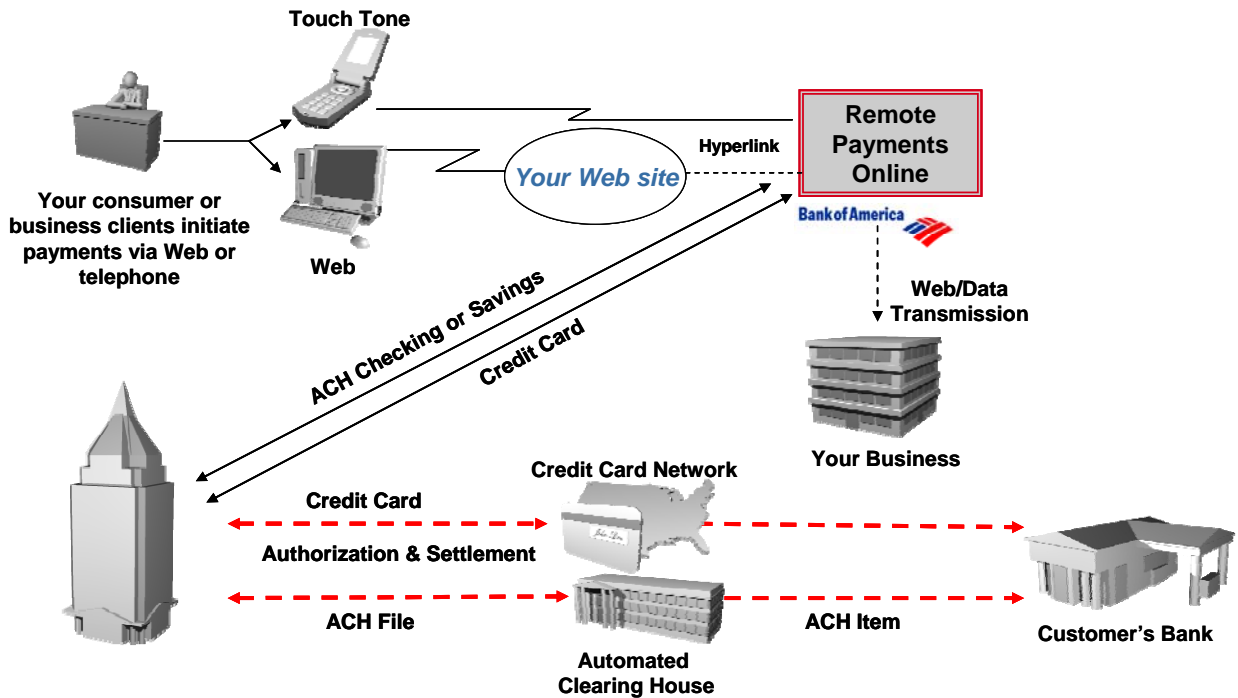 Touch Tone
Your consumer or
business clients initiate
payments via Web or
telephone
Web
Your Web site
Hyperlink
Remote
Payments
Online
Bank of America
Web/Data
Transmission
Your Business
ACH Checking or Savings
Credit Card
Credit Card Network
Credit Card
Authorization & Settlement
ACH File
ACH Item
Automated
Clearing House
Customer's Bank